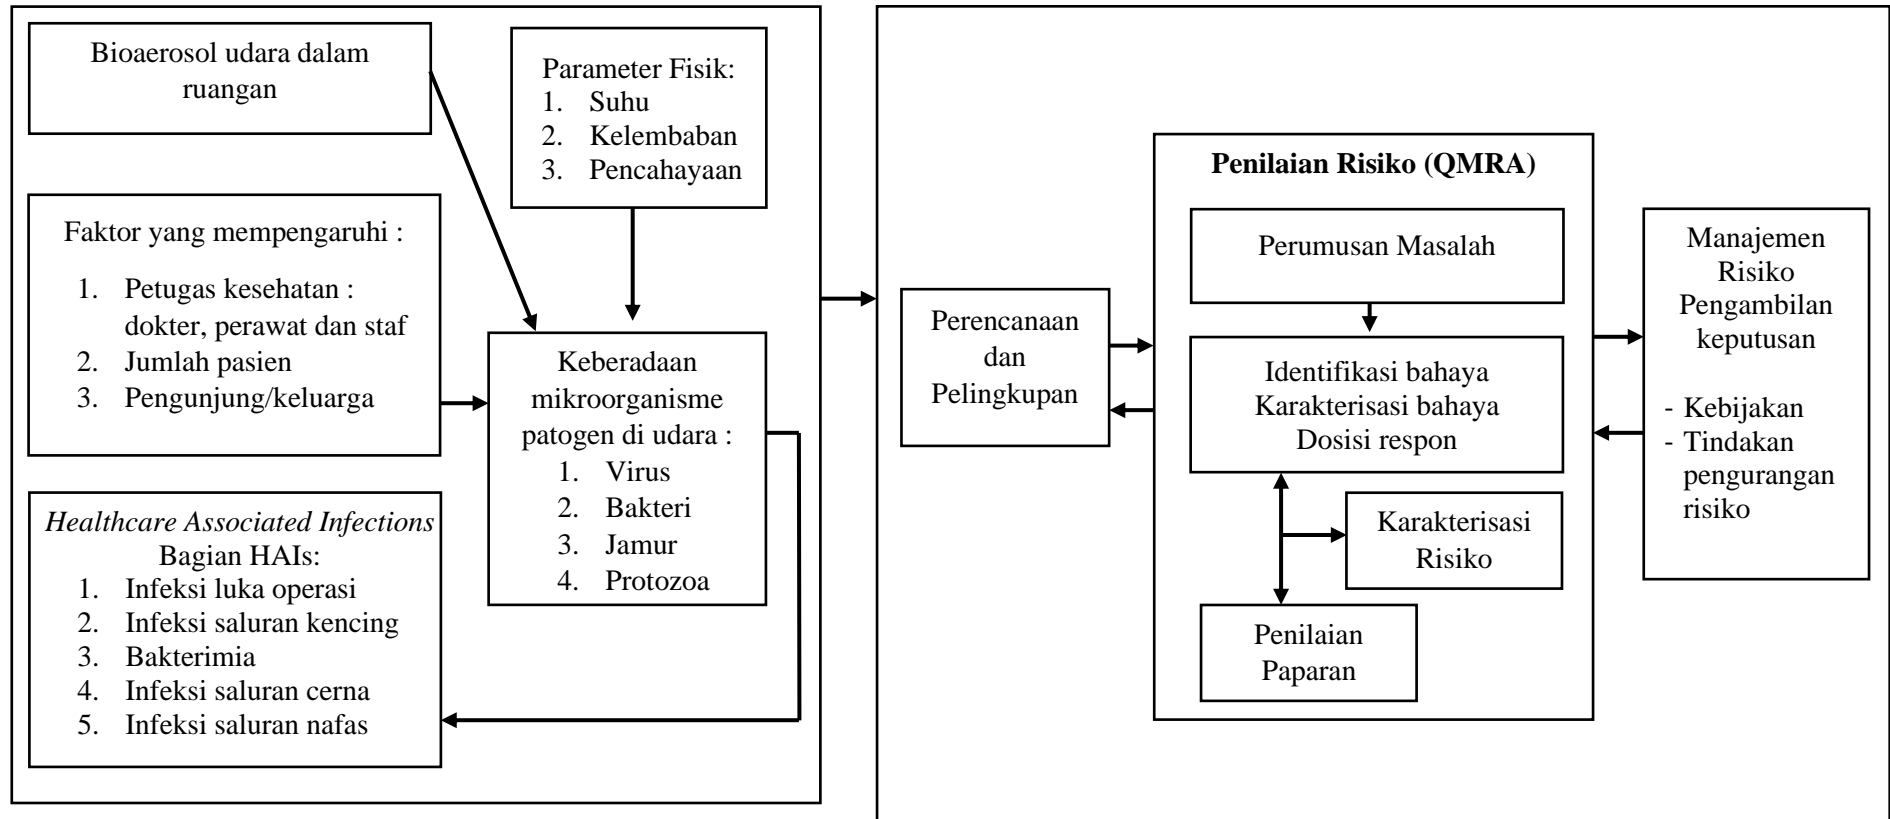 Bioaerosol udara dalam
ruangan
Parameter Fisik:
1. Suhu
2. Kelembaban
3. Pencahayaan
Faktor yang mempengaruhi :
1. Petugas kesehatan :
dokter, perawat dan staf
2. Jumlah pasien
3. Pengunjung/keluarga
Keberadaan
mikroorganisme
patogen di udara :
1. Virus
2. Bakteri
3. Jamur
4. Protozoa
Healthcare Associated Infections
Bagian HAIs:
1. Infeksi luka operasi
2. Infeksi saluran kencing
3. Bakterimia
4. Infeksi saluran cerna
5. Infeksi saluran nafas
Perencanaan
dan
Pelingkupan
Penilaian Risiko (QMRA)
Perumusan Masalah
Identifikasi bahaya
Karakterisasi bahaya
Dosisi respon
Karakterisasi
Risiko
Penilaian
Paparan
Manajemen
Risiko
Pengambilan
keputusan
- Kebijakan
- Tindakan
pengurangan
risiko